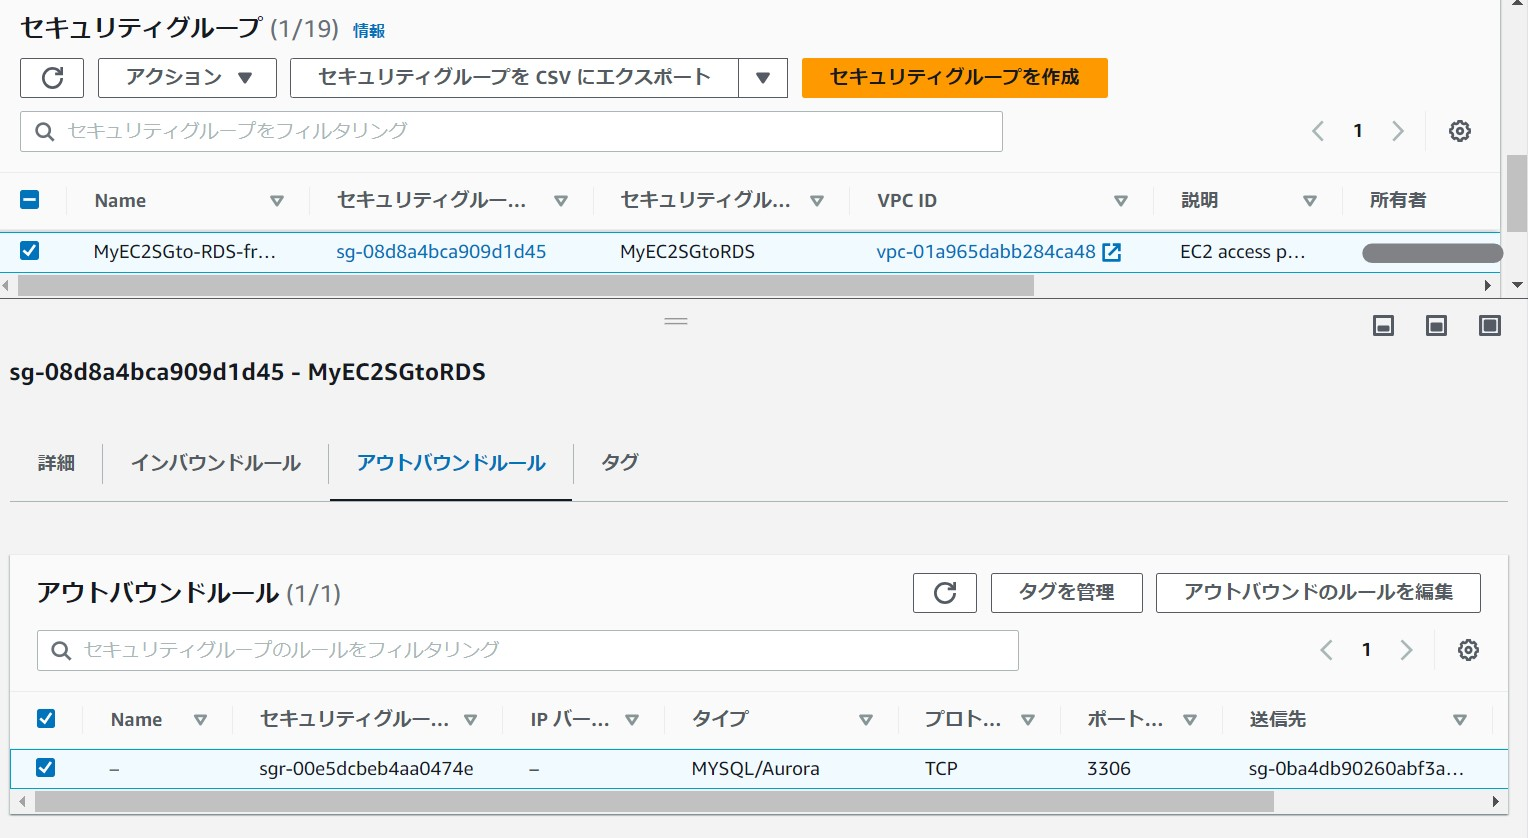 セキュリティグループ (1/19) 情報
アクション セキュリティグループを CSV にエクスポート セキュリティグループを作成
セキュリティグループをフィルタリング 1
Name セキュリティグルー... セキュリティグル... VPC ID 説明 所有者
MyEC2SGto-RDS-fr... sg-08d8a4bca909d1d45 MyEC2SGtoRDS vpc-01a965dabb284ca48 EC2 access p...
sg-08d8a4bca909d1d45 - MyEC2SGtoRDS
詳細 インバウンドルール アウトバウンドルール タグ
アウトバウンドルール (1/1) タグを管理 アウトバウンドのルールを編集
セキュリティグループのルールをフィルタリング 1
Name セキュリティグルー... IP バー... タイプ プロト... ポート... 送信先
– sgr-00e5dcbeb4aa0474e – MYSQL/Aurora TCP 3306 sg-0ba4db90260abf3a...